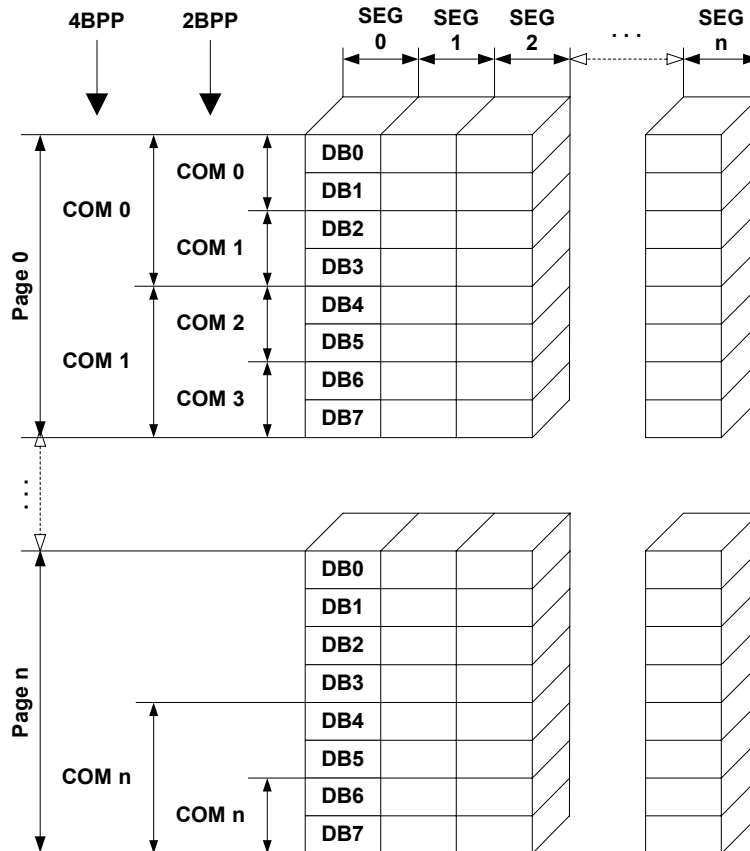 4BPP 2BPP SEG 0 SEG 1 SEG 2 . . . SEG n
Page 0
COM 0
COM 1
COM 0
COM 1
COM 2
COM 3
DB0
DB1
DB2
DB3
DB4
DB5
DB6
DB7
. . .
Page n
COM n
COM n
DB0
DB1
DB2
DB3
DB4
DB5
DB6
DB7